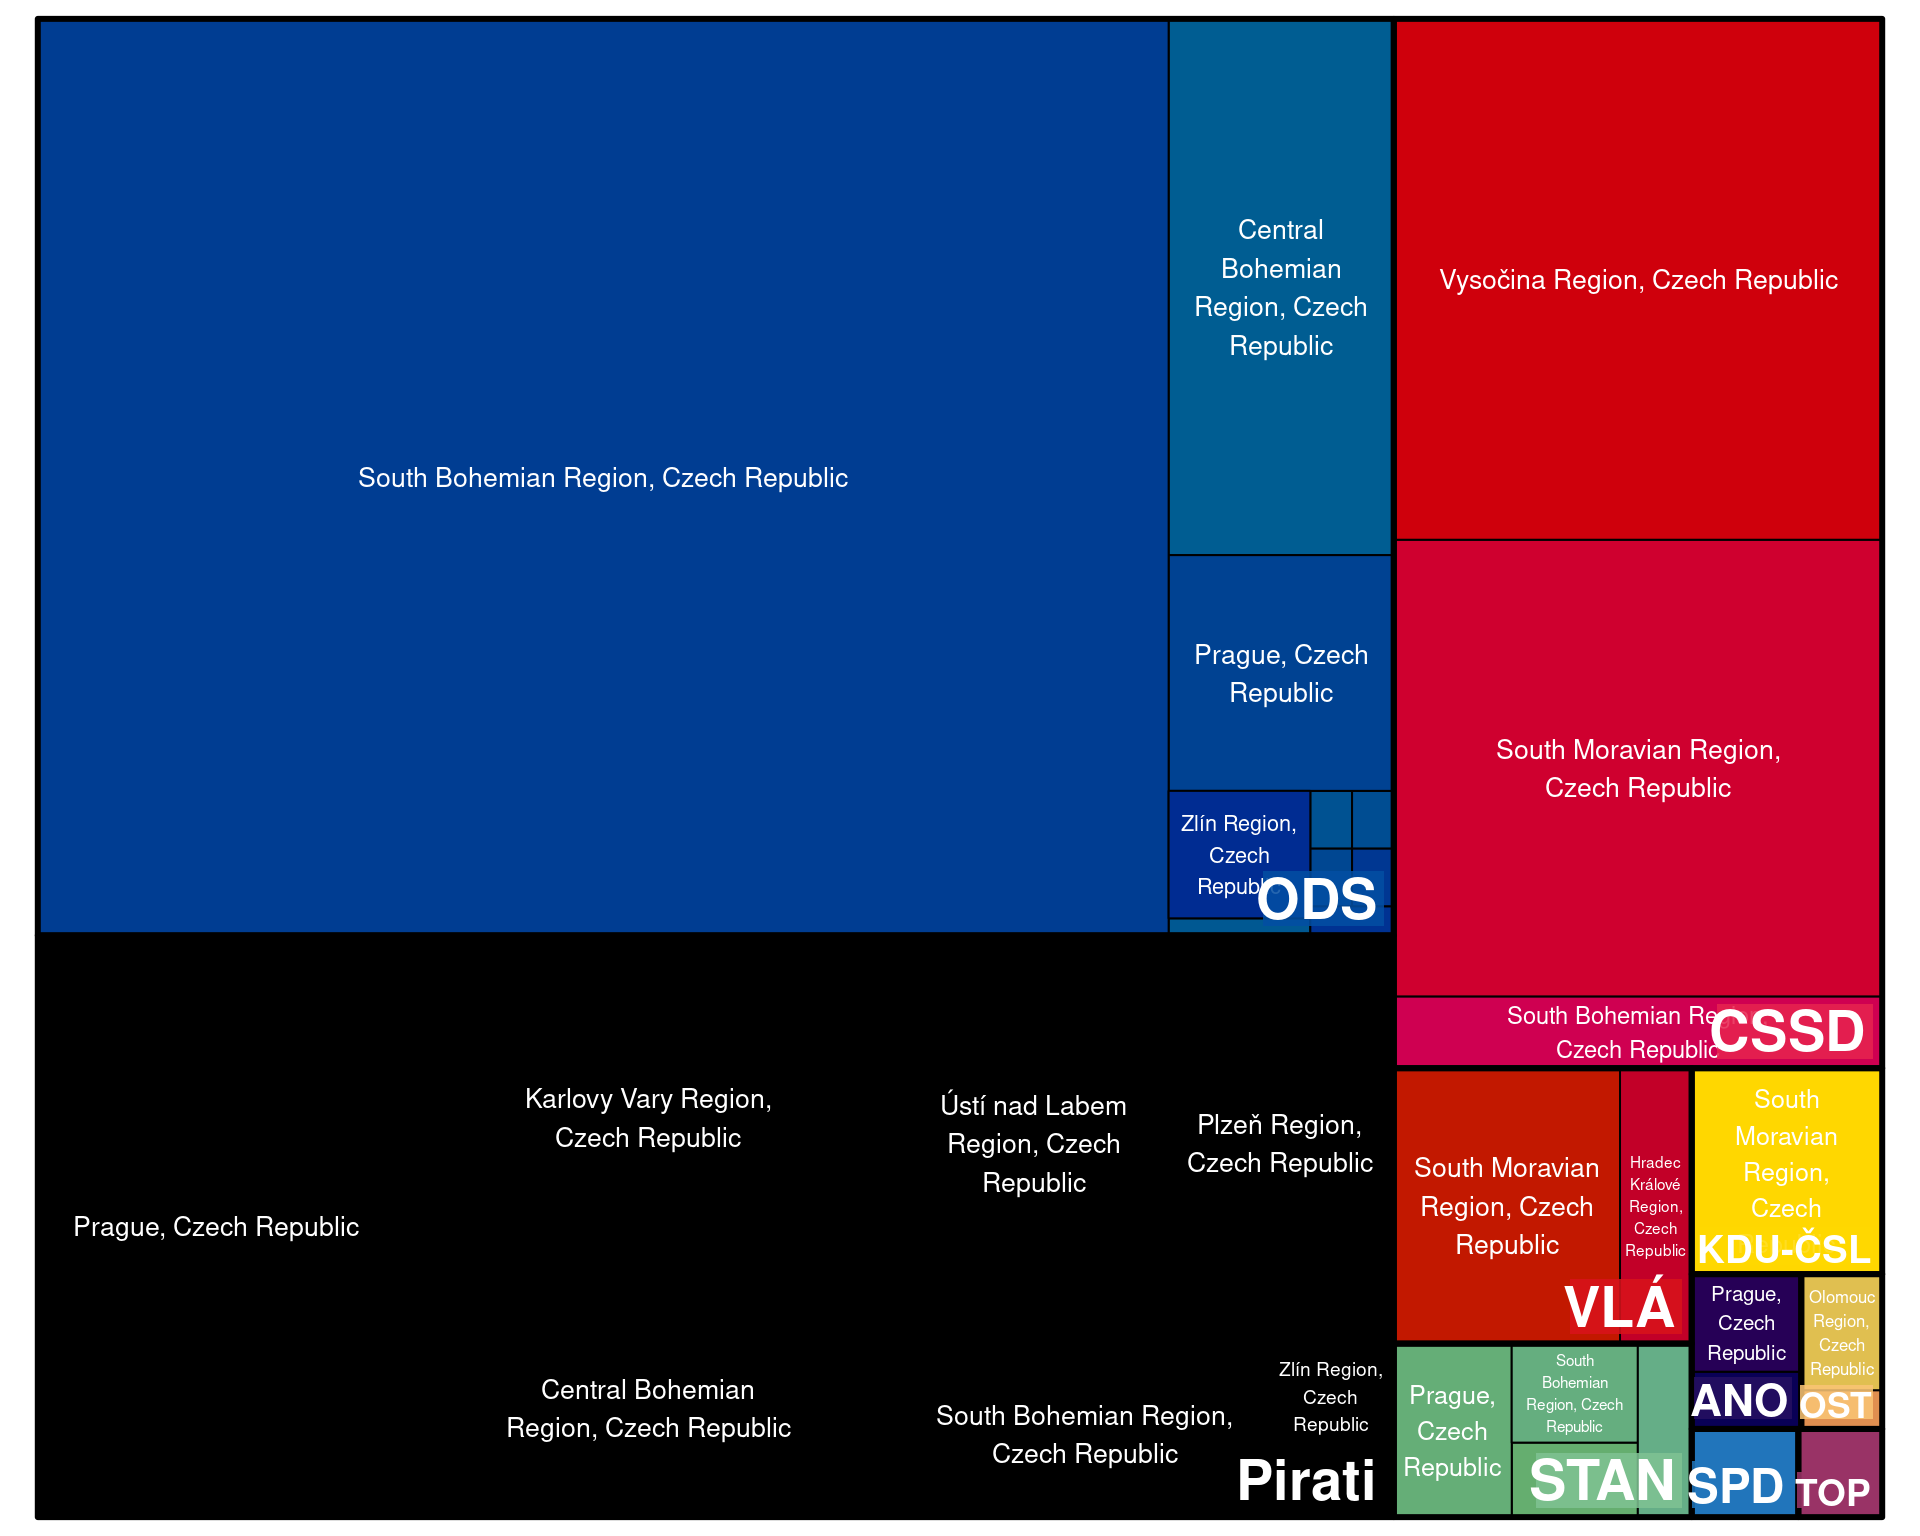 South Bohemian Region, Czech Republic
Central
Bohemian
Region, Czech
Republic
Prague, Czech
Republic
Zlín Region,
Czech
Republic
ODS
Vysočina Region, Czech Republic
South Moravian Region,
Czech Republic
South Bohemian Region,
Czech Republic
CSSD
Prague, Czech Republic
Karlovy Vary Region,
Czech Republic
Central Bohemian
Region, Czech Republic
Ústí nad Labem
Region, Czech
Republic
Plzeň Region,
Czech Republic
South Bohemian Region,
Czech Republic
Zlín Region,
Czech
Republic
Pirati
South Moravian
Region, Czech
Republic
Hradec
Králové
Region,
Czech
Republic
VLÁ
South
Moravian
Region,
Czech
KDU-ČSL
Prague,
Czech
Republic
ANO
Olomouc
Region,
Czech
Republic
OST
Prague,
Czech
Republic
South
Bohemian
Region, Czech
Republic
STAN
SPD
TOP